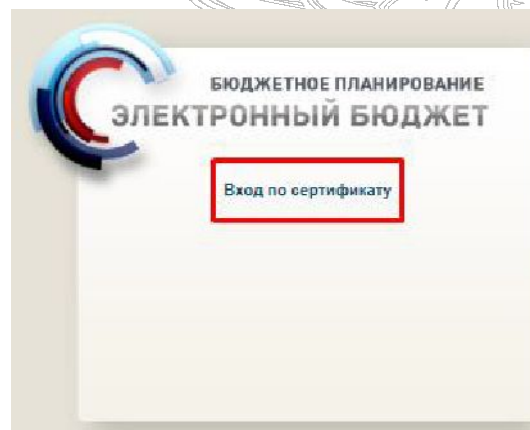 БЮДЖЕТНОЕ ПЛАНИРОВАНИЕ
ЭЛЕКТРОННЫЙ БЮДЖЕТ
Вход по сертификату